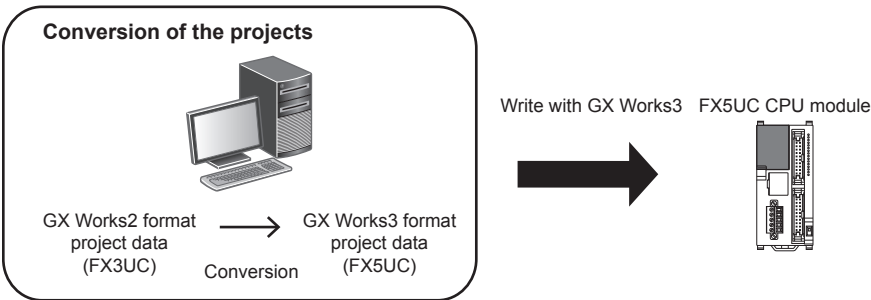 Conversion of the projects
Write with GX Works3 FX5UC CPU module
GX Works2 format
project data
(FX3UC)
Conversion
GX Works3 format
project data
(FX5UC)